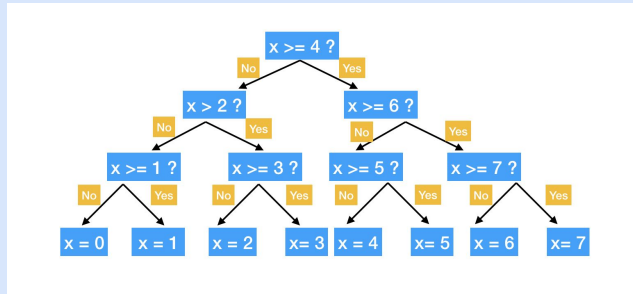 x >= 4 ?
No Yes
x > 2 ? x >= 6 ?
No Yes No Yes
x >= 1 ? x >= 3 ? x >= 5 ? x >= 7 ?
No Yes No Yes No Yes No Yes
x = 0 x = 1 x = 2 x= 3 x = 4 x= 5 x = 6 x= 7